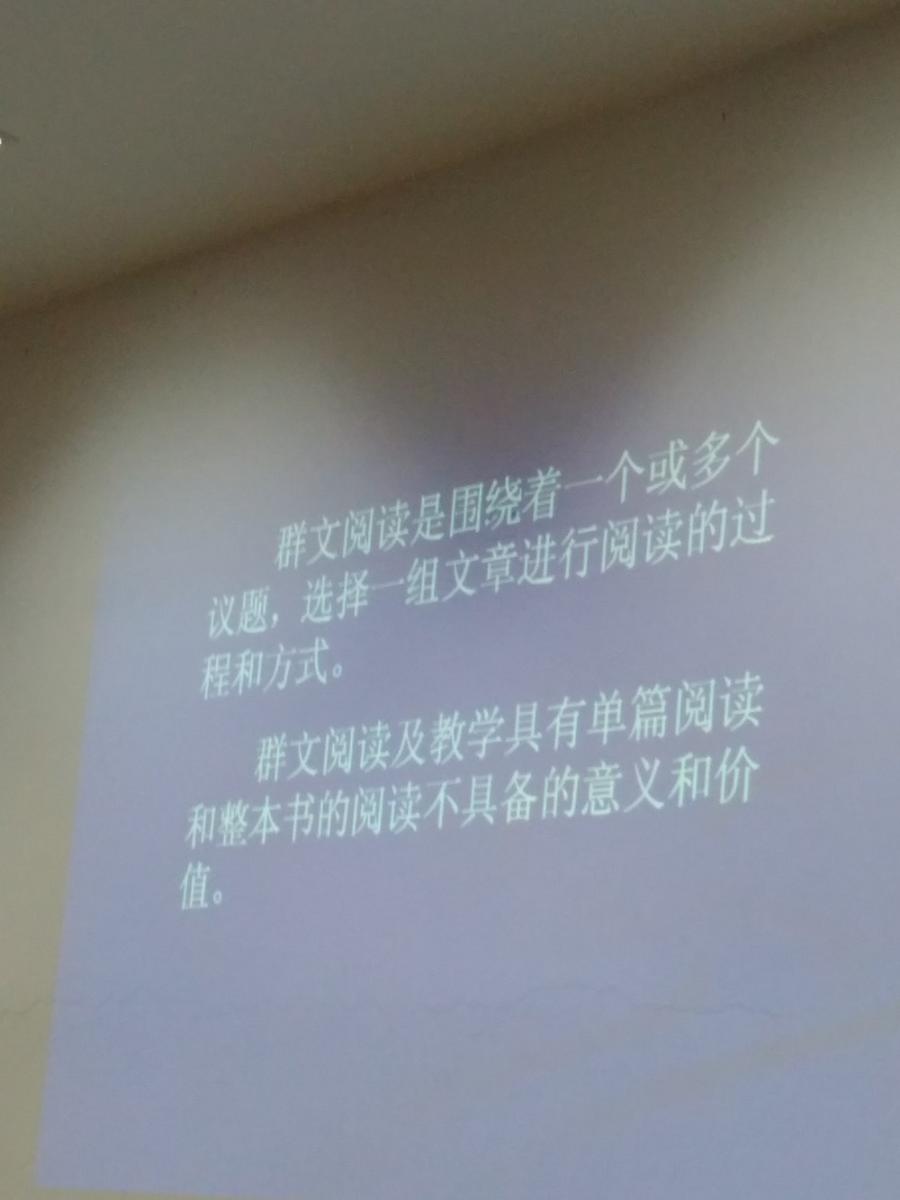 群文阅读是围绕着一个或多个
议题，选择一组文章进行阅读的过
程和方式。
群文阅读及教学具有单篇阅读
和整本书的阅读不具备的意义和价
值。